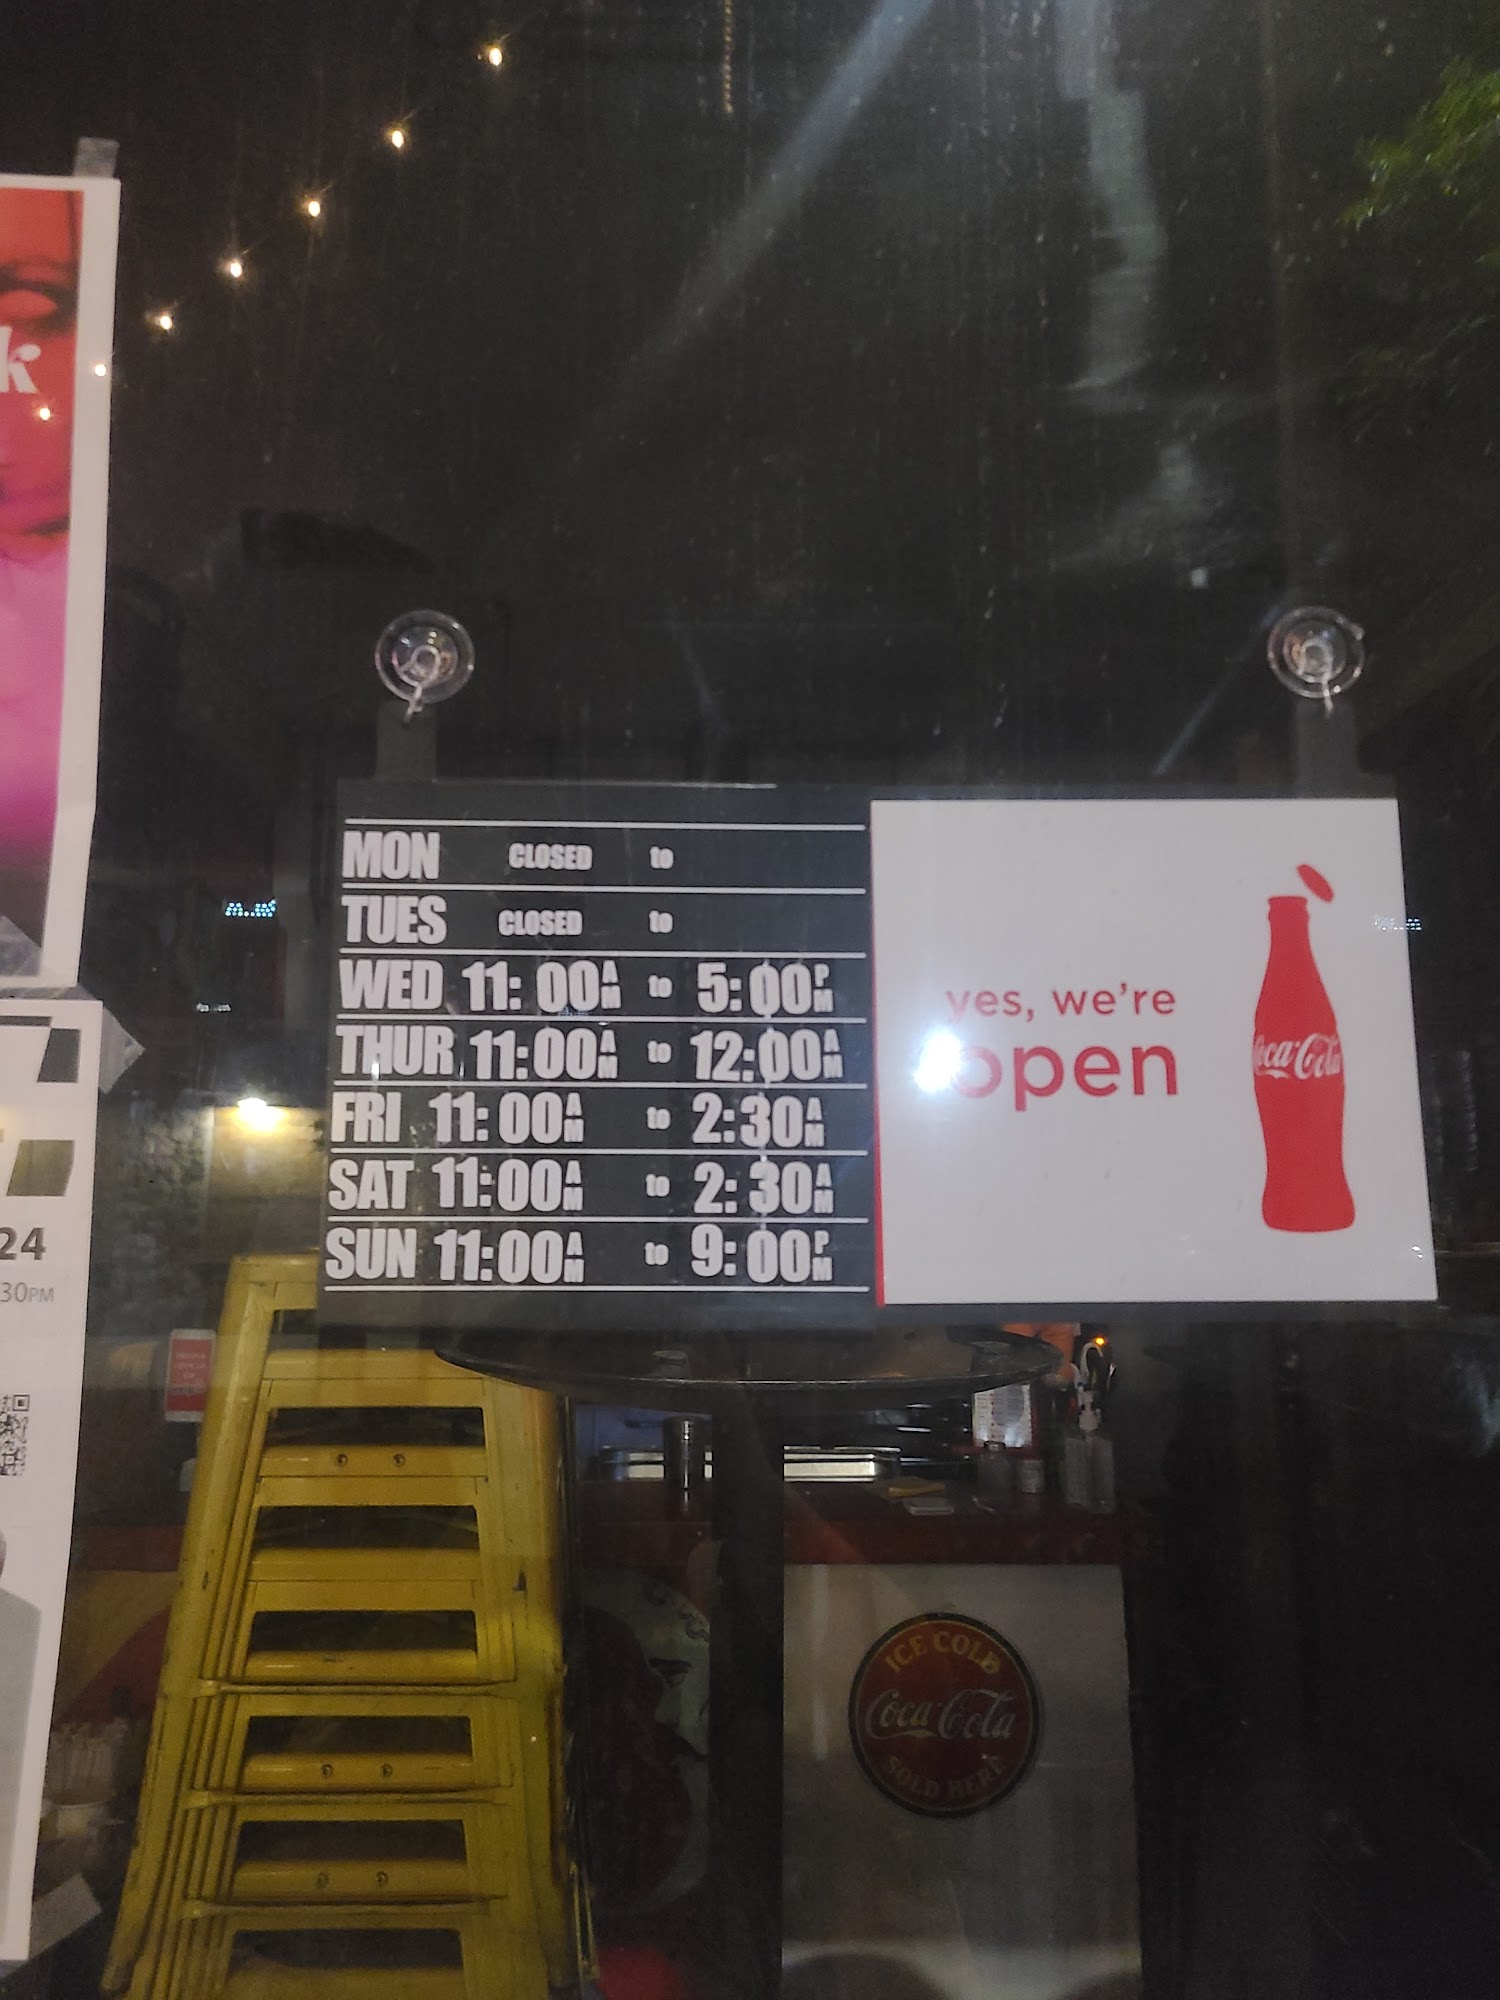 k
24
30PM
MON CLOSED to
TUES CLOSED to
WED 11:00AM to 5:00PM
THUR 11:00AM to 12:00AM
FRI 11:00AM to 2:30AM
SAT 11:00AM to 2:30AM
SUN 11:00AM to 9:00PM
yes, we're
open
Coca-Cola
ICE COLD
Coca-Cola
SOLD HERE